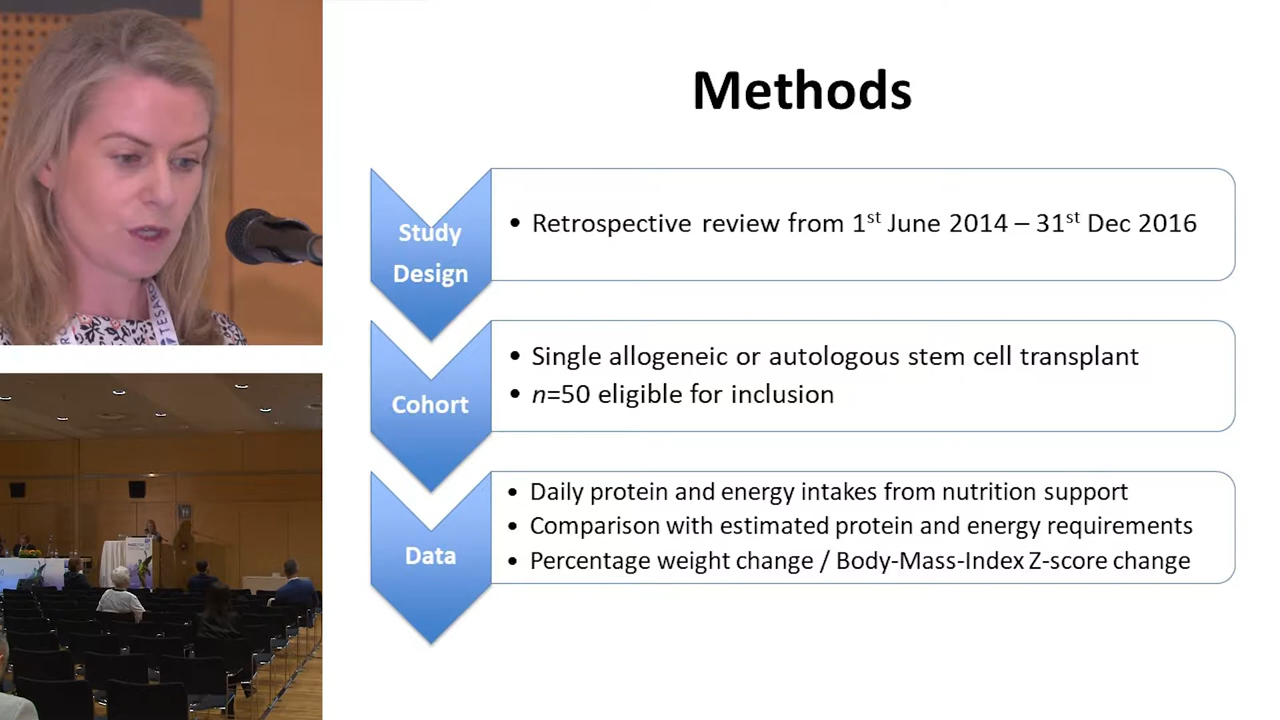 Methods
Study
Design
• Retrospective review from 1st June 2014 – 31st Dec 2016
Cohort
• Single allogeneic or autologous stem cell transplant
• n=50 eligible for inclusion
Data
• Daily protein and energy intakes from nutrition support
• Comparison with estimated protein and energy requirements
• Percentage weight change / Body-Mass-Index Z-score change
TESARO